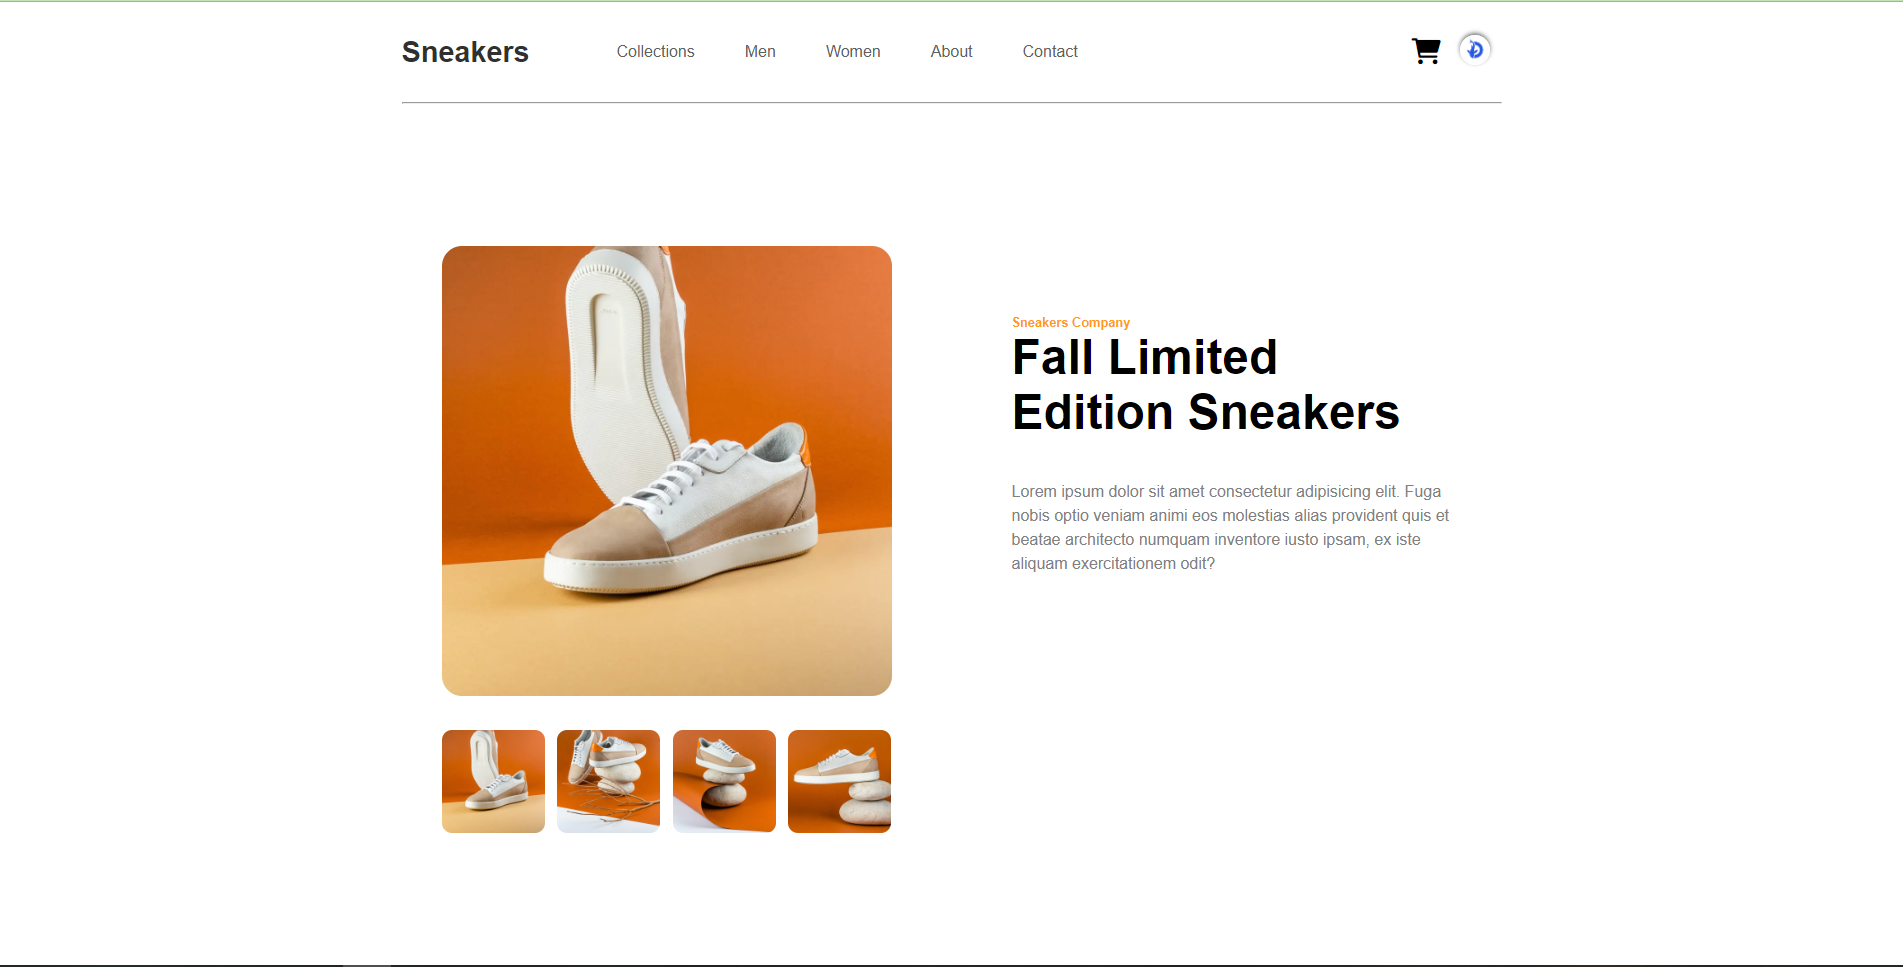 Sneakers
Collections
Men
Women
About
Contact
Sneakers Company
Fall Limited
Edition Sneakers
Lorem ipsum dolor sit amet consectetur adipisicing elit. Fuga
nobis optio veniam animi eos molestias alias provident quis et
beatae architecto numquam inventore iusto ipsam, ex iste
aliquam exercitationem odit?